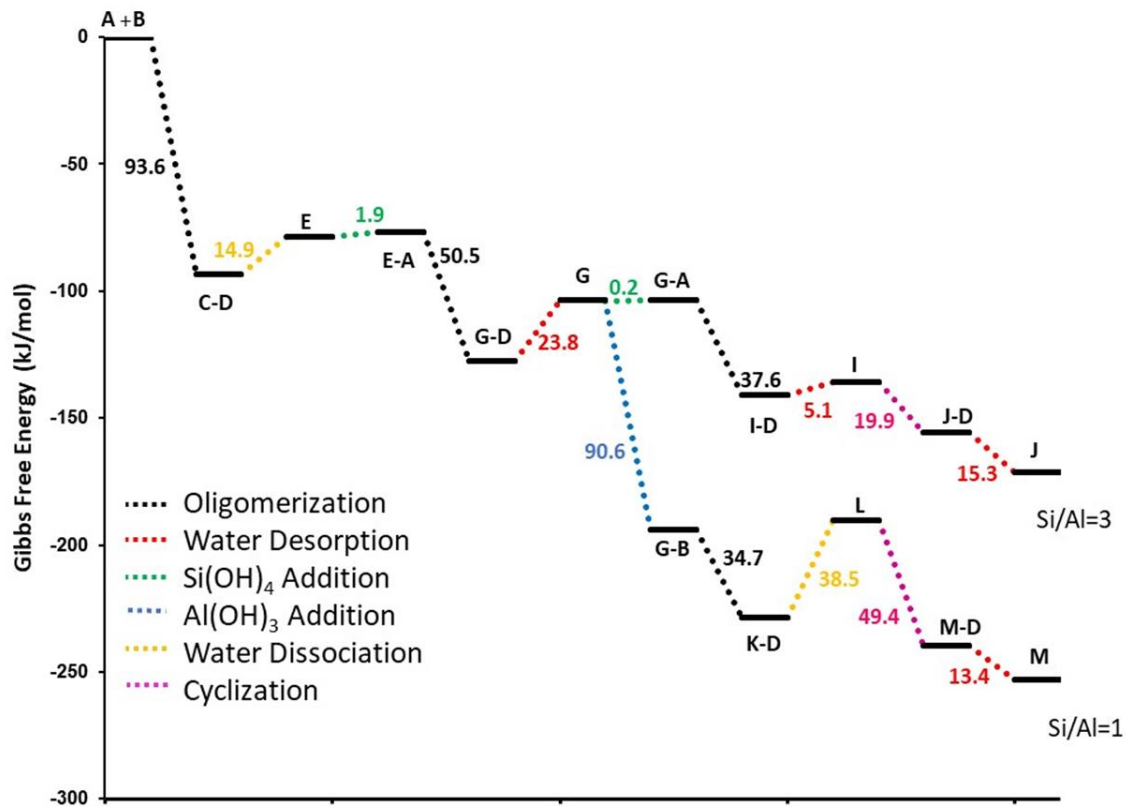 A +B
0
93.6
-50
E
1.9
14.9
E-A
50.5
C-D
-100
G
0.2
G-A
G-D
23.8
37.6
I
I-D
5.1
-150
19.9
J-D
J
15.3
90.6
Si/Al=3
-200
G-B
L
34.7
38.5
K-D
49.4
M-D
M
13.4
-250
Si/Al=1
-300
Gibbs Free Energy (kJ/mol)
Oligomerization
Water Desorption
Si(OH)₄ Addition
Al(OH)₃ Addition
Water Dissociation
Cyclization